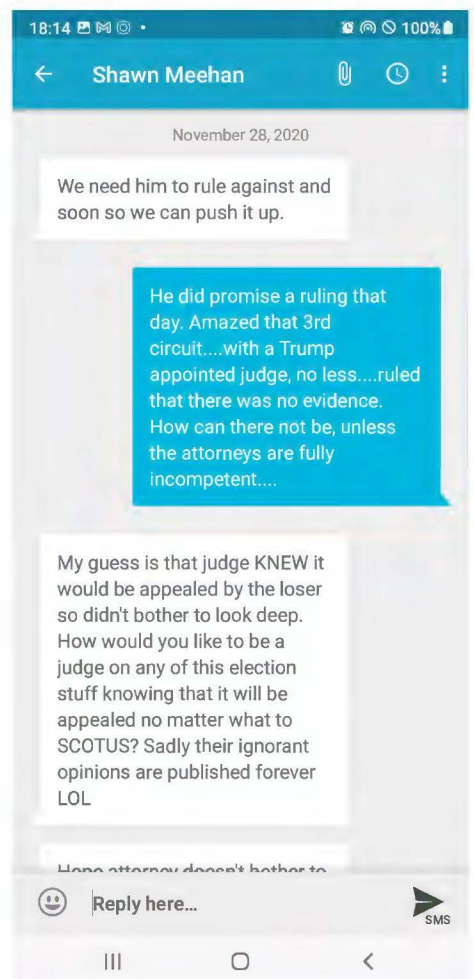 18:14
100%
Shawn Meehan
November 28, 2020
We need him to rule against and
soon so we can push it up.
He did promise a ruling that
day. Amazed that 3rd
circuit....with a Trump
appointed judge, no less....ruled
that there was no evidence.
How can there not be, unless
the attorneys are fully
incompetent....
My guess is that judge KNEW it
would be appealed by the loser
so didn't bother to look deep.
How would you like to be a
judge on any of this election
stuff knowing that it will be
appealed no matter what to
SCOTUS? Sadly their ignorant
opinions are published forever
LOL
Hope attorney doesn't bother to
Reply here...
SMS